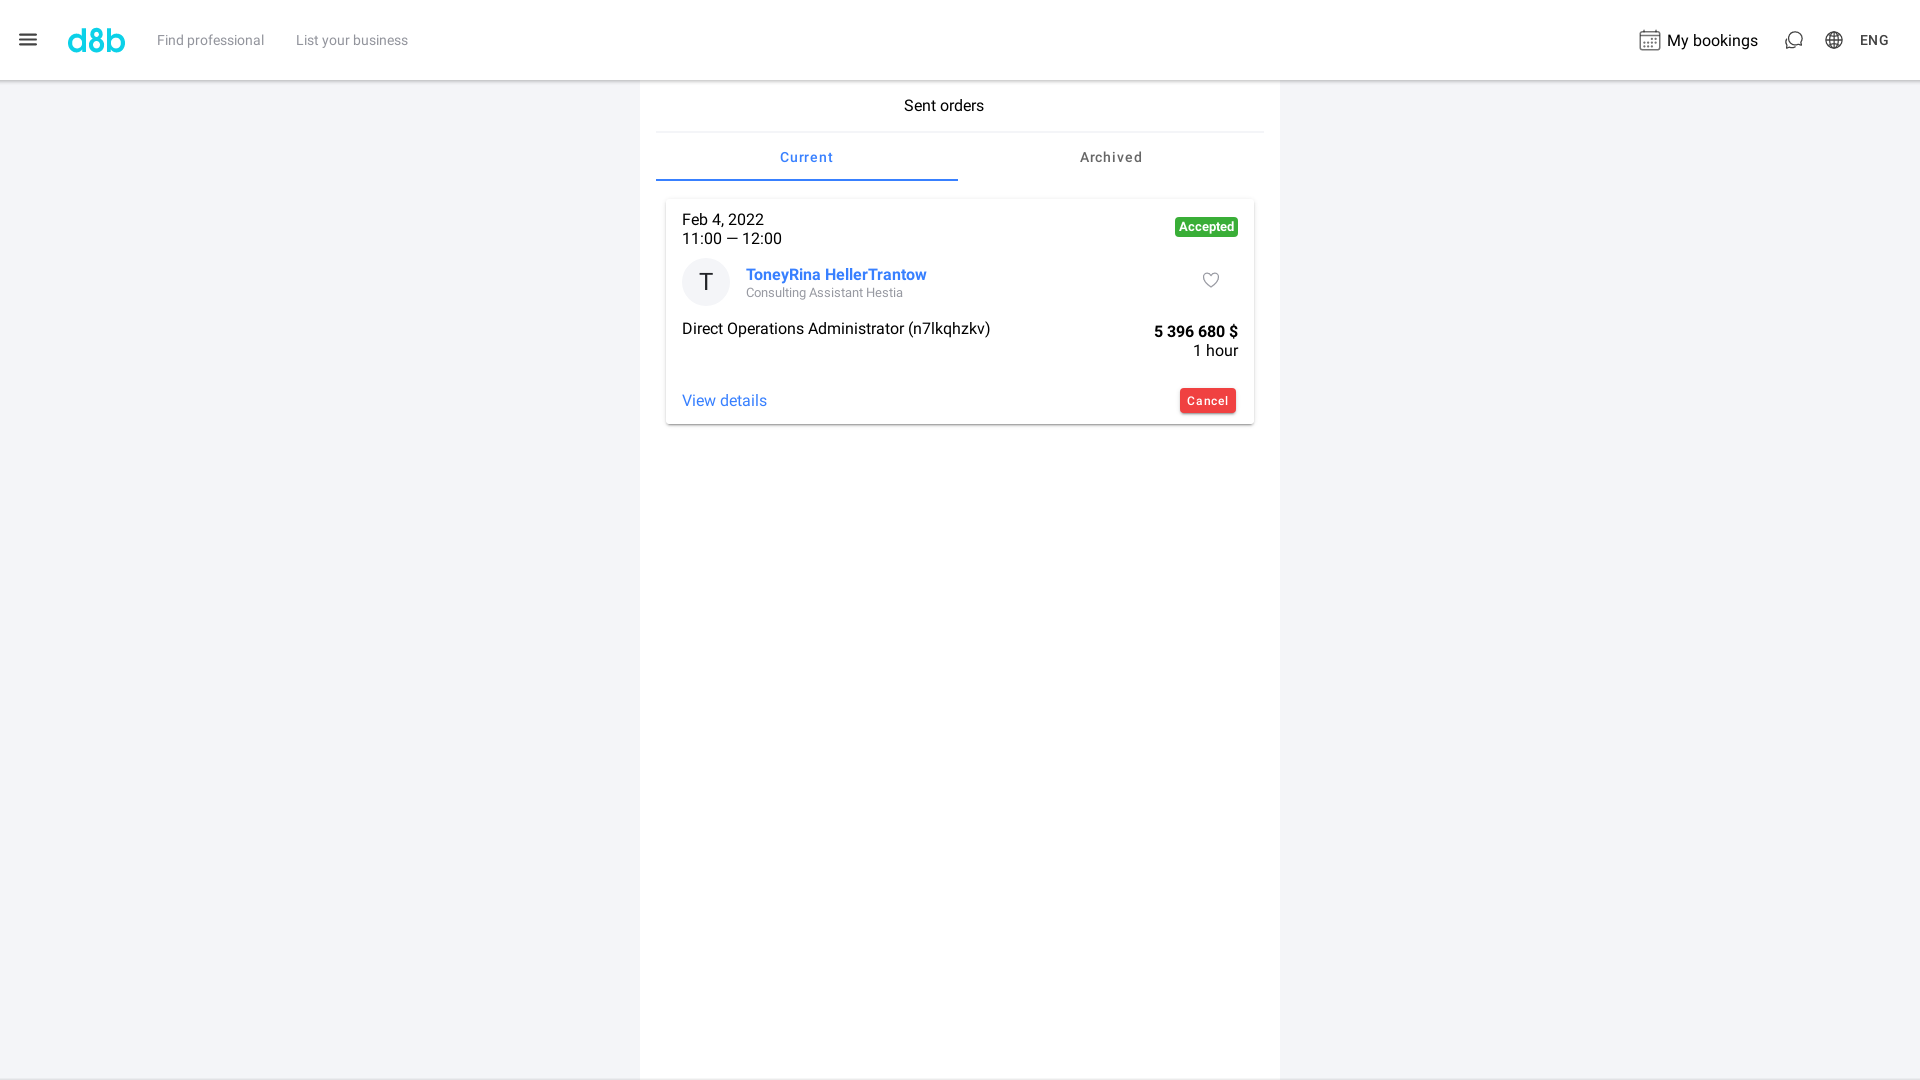 d8b
Find professional
List your business
My bookings
ENG
Sent orders
Current
Archived
Feb 4, 2022
11:00 — 12:00
Accepted
T
ToneyRina HellerTrantow
Consulting Assistant Hestia
Direct Operations Administrator (n7lkqhzkv)
5 396 680 $
1 hour
View details
Cancel